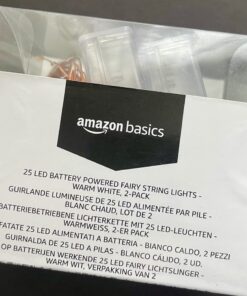 amazon basics
25 LED BATTERY POWERED FAIRY STRING LIGHTS -
WARM WHITE, 2-PACK
GUIRLANDE LUMINEUSE DE 25 LED ALIMENTÉE PAR PILE -
BLANC CHAUD, LOT DE 2
BATTERIEBETRIEBENE LICHTERKETTE MIT 25 LED-LEUCHTEN -
WARMWEISS, 2-ER PACK
FATATE 25 LED ALIMENTATI A BATTERIA - BIANCO CALDO, 2 PEZZI
GUIRNALDA DE 25 LED A PILAS - BLANCO CÁLIDO, 2 UD.
OP BATTERIJEN WERKENDE 25 LED FAIRY LICHTSLINGER -
WARM WIT, VERPAKKING VAN 2